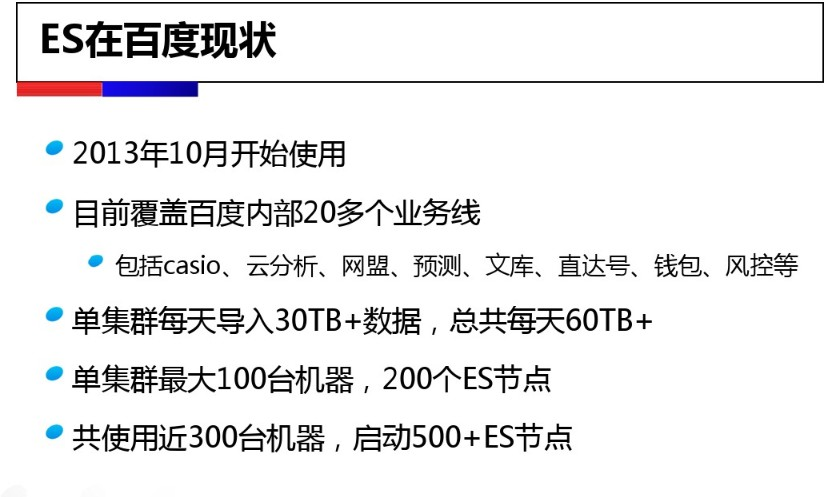 ES在百度现状
2013年10月开始使用
目前覆盖百度内部20多个业务线
包括casio、云分析、网盟、预测、文库、直达号、钱包、风控等
单集群每天导入30TB+数据，总共每天60TB+
单集群最大100台机器，200个ES节点
共使用近300台机器，启动500+ES节点